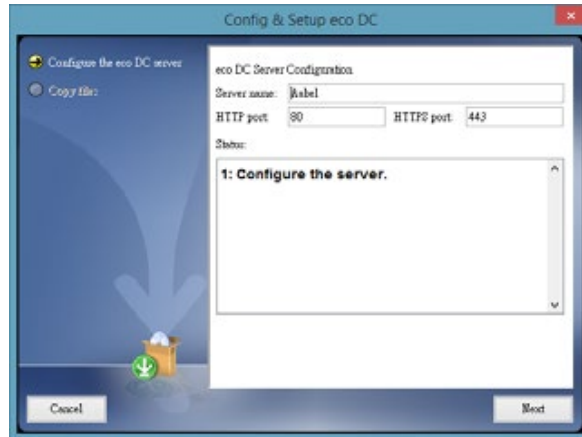 Config & Setup eco DC
Configure the eco DC server
Copy files
eco DC Server Configuration
Server name: Asbel
HTTP port: 80 HTTPS port: 443
Status:
1: Configure the server.
Cancel
Next